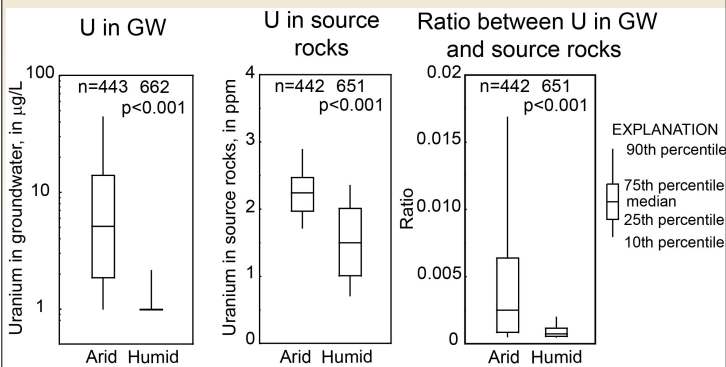 U in GW
100
10
1
Uranium in groundwater, in µg/L
n=443 662
p<0.001
Arid Humid
U in source
rocks
4
3
2
1
0
Uranium in source rocks, in ppm
n=442 651
p<0.001
Arid Humid
Ratio between U in GW
and source rocks
0.02
0.015
0.010
0.005
0
Ratio
n=442 651
p<0.001
Arid Humid
EXPLANATION
90th percentile
75th percentile
median
25th percentile
10th percentile